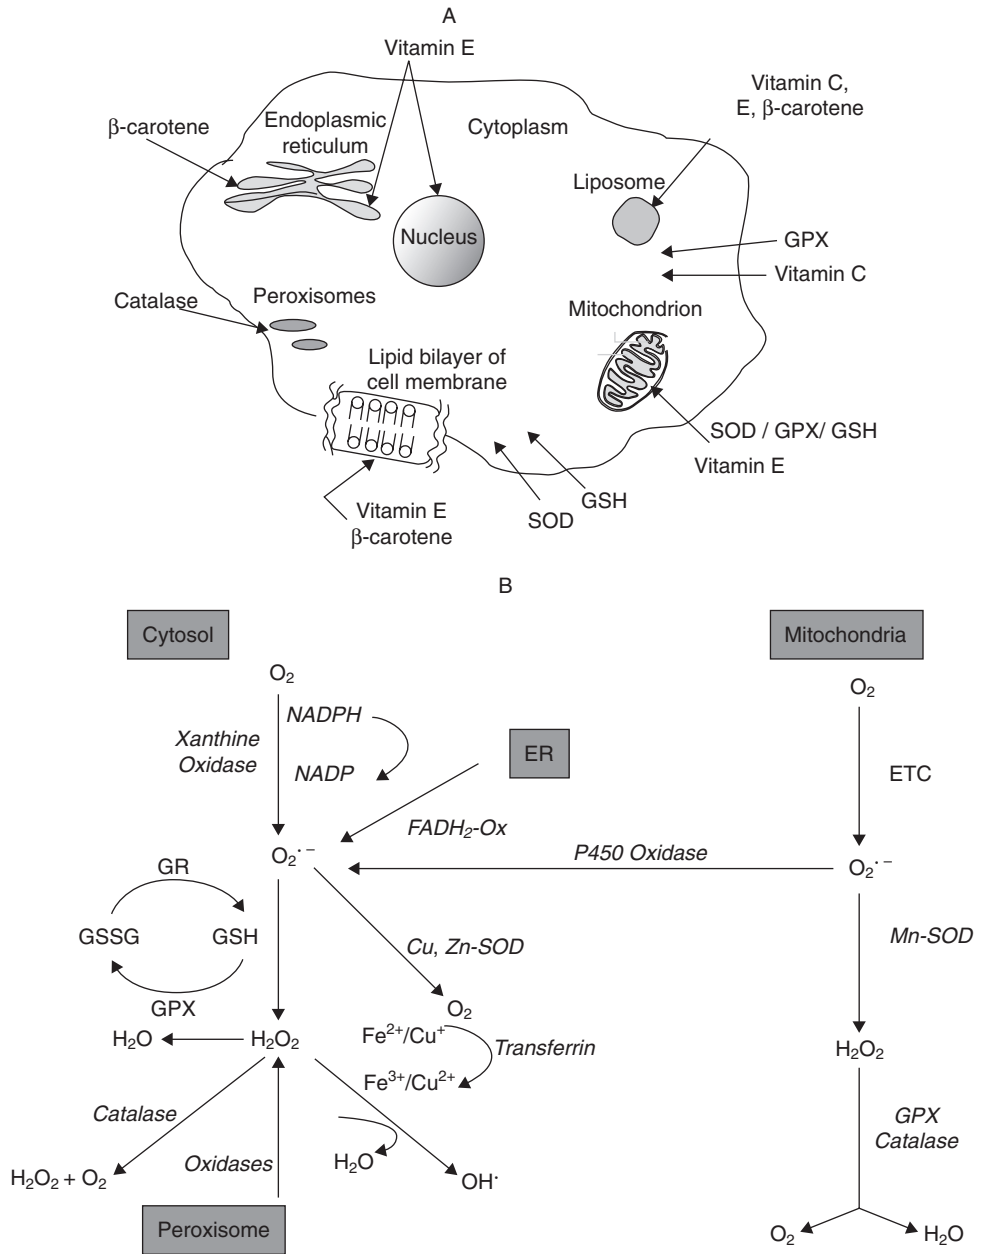 A
Vitamin E
Vitamin C,
E, β-carotene
β-carotene
Endoplasmic
reticulum
Cytoplasm
Liposome
Nucleus
GPX
Vitamin C
Catalase
Peroxisomes
Mitochondrion
Lipid bilayer of
cell membrane
SOD / GPX/ GSH
Vitamin E
GSH
SOD
Vitamin E
β-carotene
B
Cytosol
Mitochondria
O₂
O₂
NADPH
Xanthine
Oxidase
NADP
ER
ETC
FADH₂-Ox
O₂·⁻
P450 Oxidase
O₂·⁻
GR
GSSG
GSH
Cu, Zn-SOD
Mn-SOD
GPX
O₂
H₂O
H₂O₂
Fe²⁺/Cu⁺
Transferrin
H₂O₂
Fe³⁺/Cu²⁺
Catalase
GPX
Catalase
H₂O₂ + O₂
Oxidases
H₂O
OH·
Peroxisome
O₂
H₂O